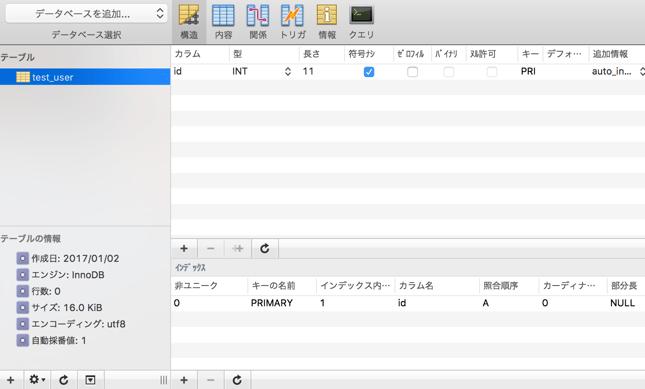 データベースを追加...
データベース選択
構造 内容 関係 トリガ 情報 クエリ
テーブル
test_user
カラム 型 長さ 符号ナシ ゼロフィル バイナリ ヌル許可 キー デフォ… 追加情報
id INT 11 PRI auto_in...
インデックス
非ユニーク キーの名前 インデックス内… カラム名 照合順序 カーディナ… 部分長
0 PRIMARY 1 id A 0 NULL
テーブルの情報
作成日: 2017/01/02
エンジン: InnoDB
行数: 0
サイズ: 16.0 KiB
エンコーディング: utf8
自動採番値: 1